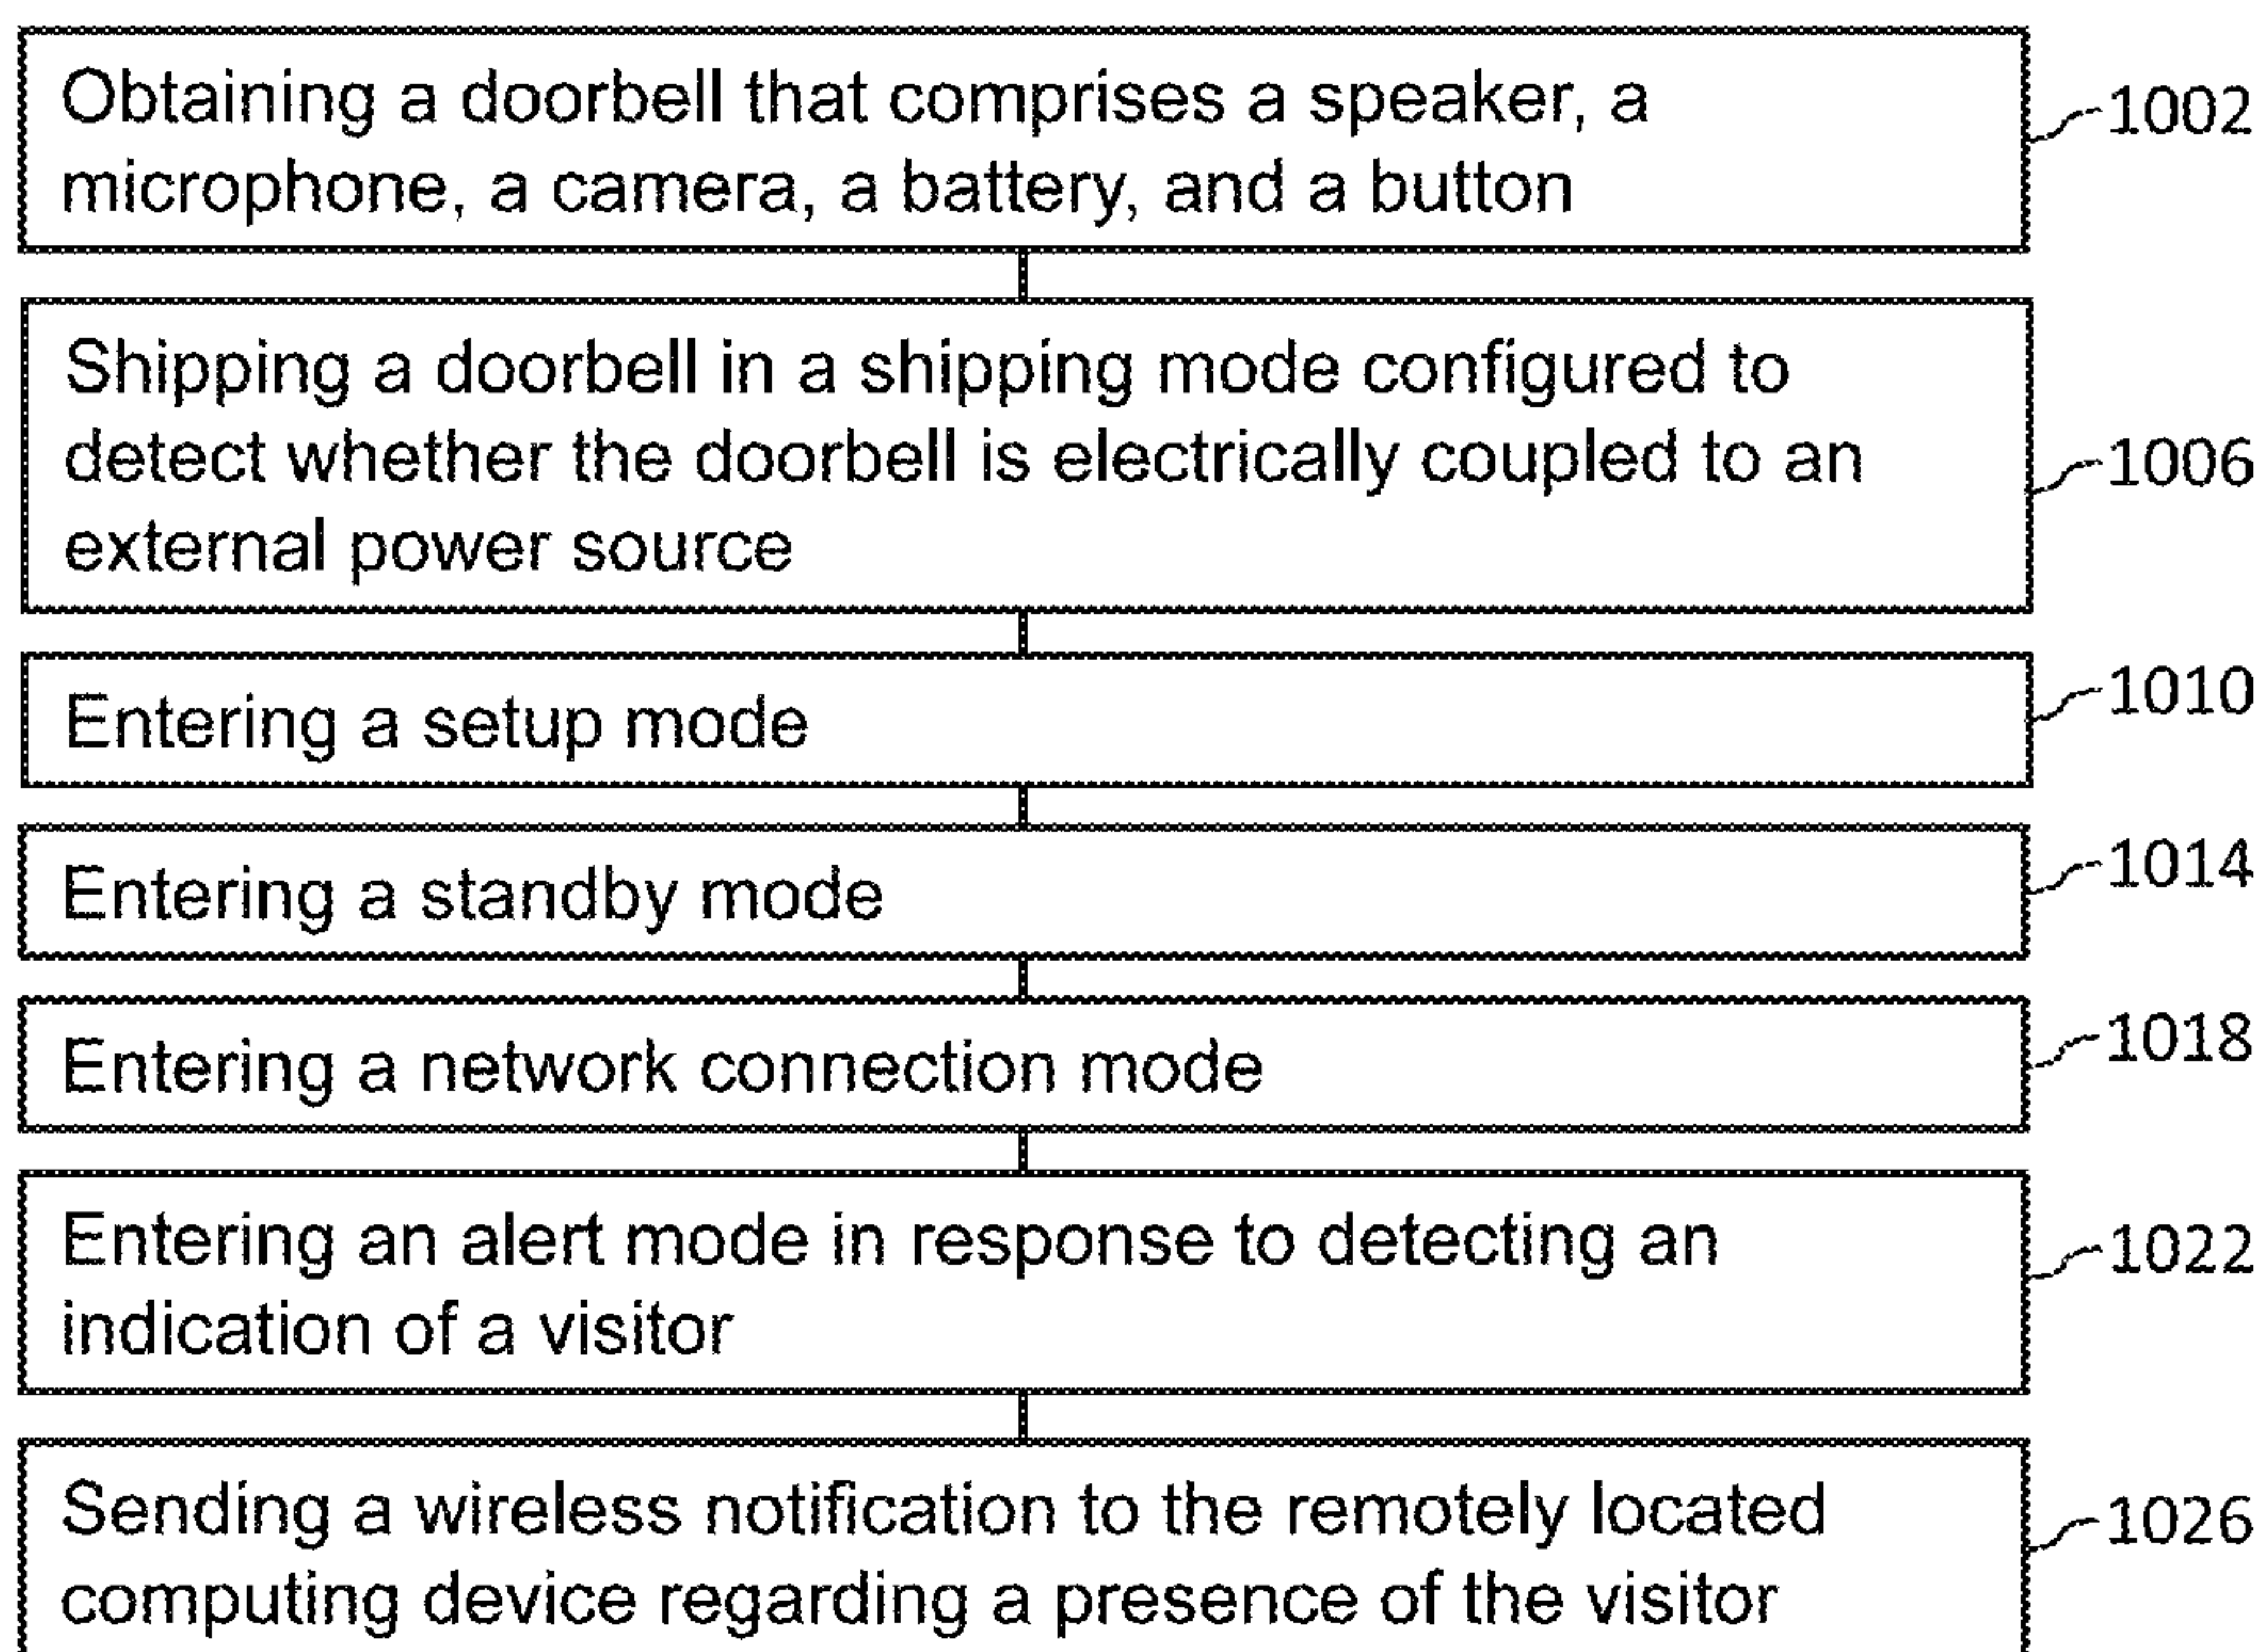 Obtaining a doorbell that comprises a speaker, a
microphone, a camera, a battery, and a button
1002
Shipping a doorbell in a shipping mode configured to
detect whether the doorbell is electrically coupled to an
external power source
1006
Entering a setup mode
1010
Entering a standby mode
1014
Entering a network connection mode
1018
Entering an alert mode in response to detecting an
indication of a visitor
1022
Sending a wireless notification to the remotely located
computing device regarding a presence of the visitor
1026